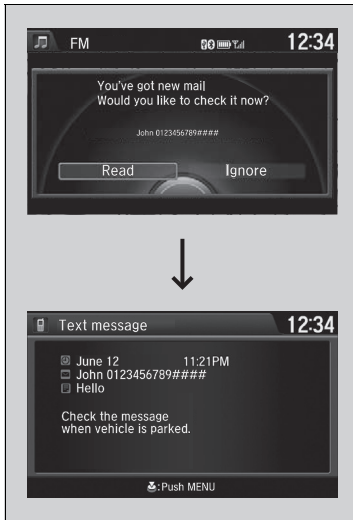 FM 12:34
You've got new mail
Would you like to check it now?
John 0123456789####
Read Ignore
Text message 12:34
June 12 11:21PM
John 0123456789####
Hello
Check the message
when vehicle is parked.
:Push MENU